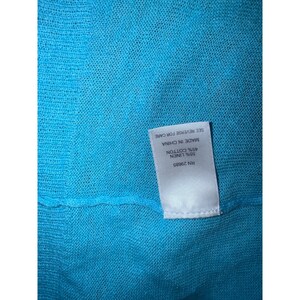 55% LINEN
45% COTTON
MADE IN CHINA
SEE REVERSE FOR CARE